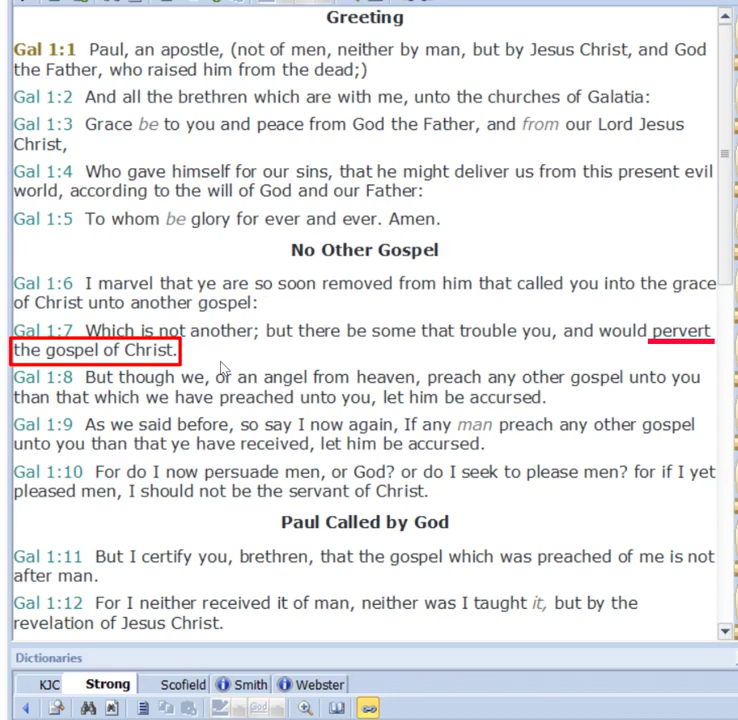 Greeting
Gal 1:1 Paul, an apostle, (not of men, neither by man, but by Jesus Christ, and God
the Father, who raised him from the dead;)
Gal 1:2 And all the brethren which are with me, unto the churches of Galatia:
Gal 1:3 Grace be to you and peace from God the Father, and from our Lord Jesus
Christ,
Gal 1:4 Who gave himself for our sins, that he might deliver us from this present evil
world, according to the will of God and our Father:
Gal 1:5 To whom be glory for ever and ever. Amen.
No Other Gospel
Gal 1:6 I marvel that ye are so soon removed from him that called you into the grace
of Christ unto another gospel:
Gal 1:7 Which is not another; but there be some that trouble you, and would pervert
the gospel of Christ.
Gal 1:8 But though we, or an angel from heaven, preach any other gospel unto you
than that which we have preached unto you, let him be accursed.
Gal 1:9 As we said before, so say I now again, If any man preach any other gospel
unto you than that ye have received, let him be accursed.
Gal 1:10 For do I now persuade men, or God? or do I seek to please men? for if I yet
pleased men, I should not be the servant of Christ.
Paul Called by God
Gal 1:11 But I certify you, brethren, that the gospel which was preached of me is not
after man.
Gal 1:12 For I neither received it of man, neither was I taught it, but by the
revelation of Jesus Christ.
Dictionaries
KJC Strong Scofield Smith Webster
God